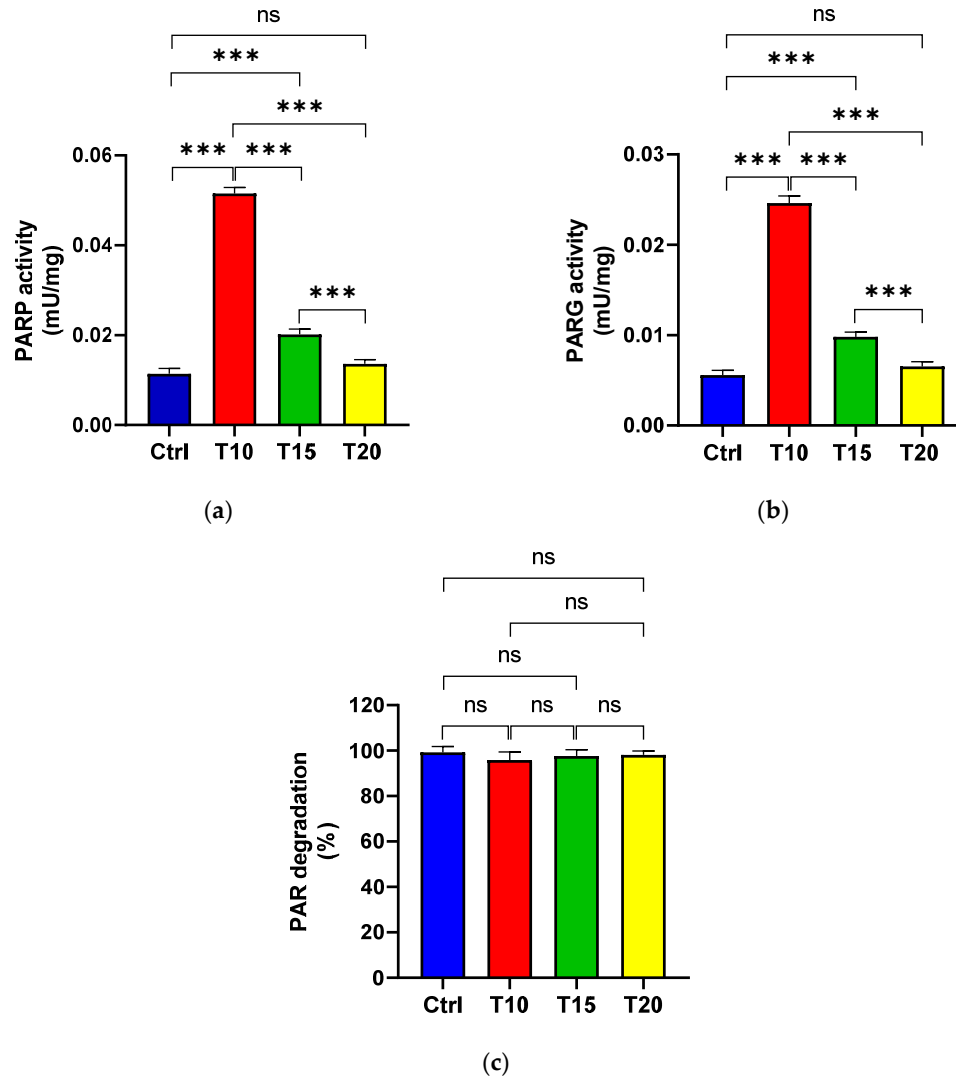 ns
***
***
*** ***
***
PARP activity
(mU/mg)
0.06
0.04
0.02
0.00
Ctrl T10 T15 T20
(a)
ns
***
***
*** ***
***
PARG activity
(mU/mg)
0.03
0.02
0.01
0.00
Ctrl T10 T15 T20
(b)
ns
ns
ns
ns ns ns
PAR degradation
(%)
120
100
80
60
40
20
0
Ctrl T10 T15 T20
(c)